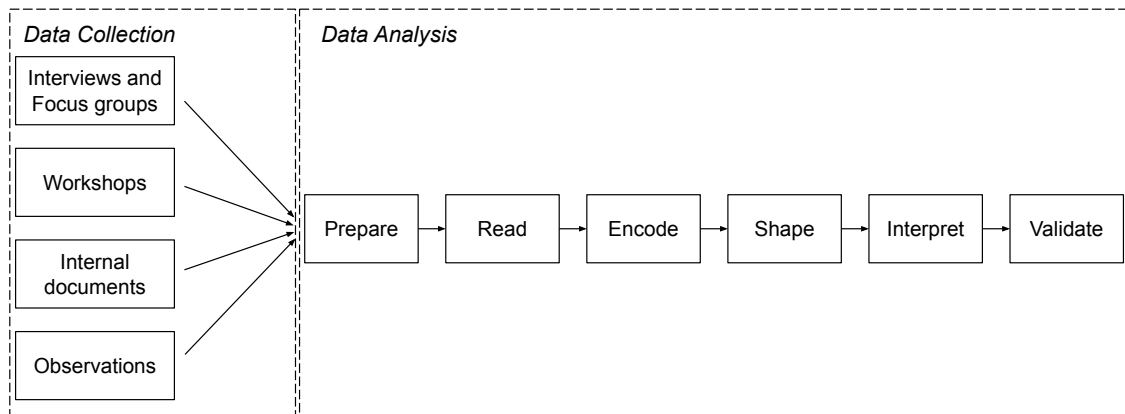 Data Collection
Interviews and
Focus groups
Workshops
Internal
documents
Observations
Data Analysis
Prepare
Read
Encode
Shape
Interpret
Validate